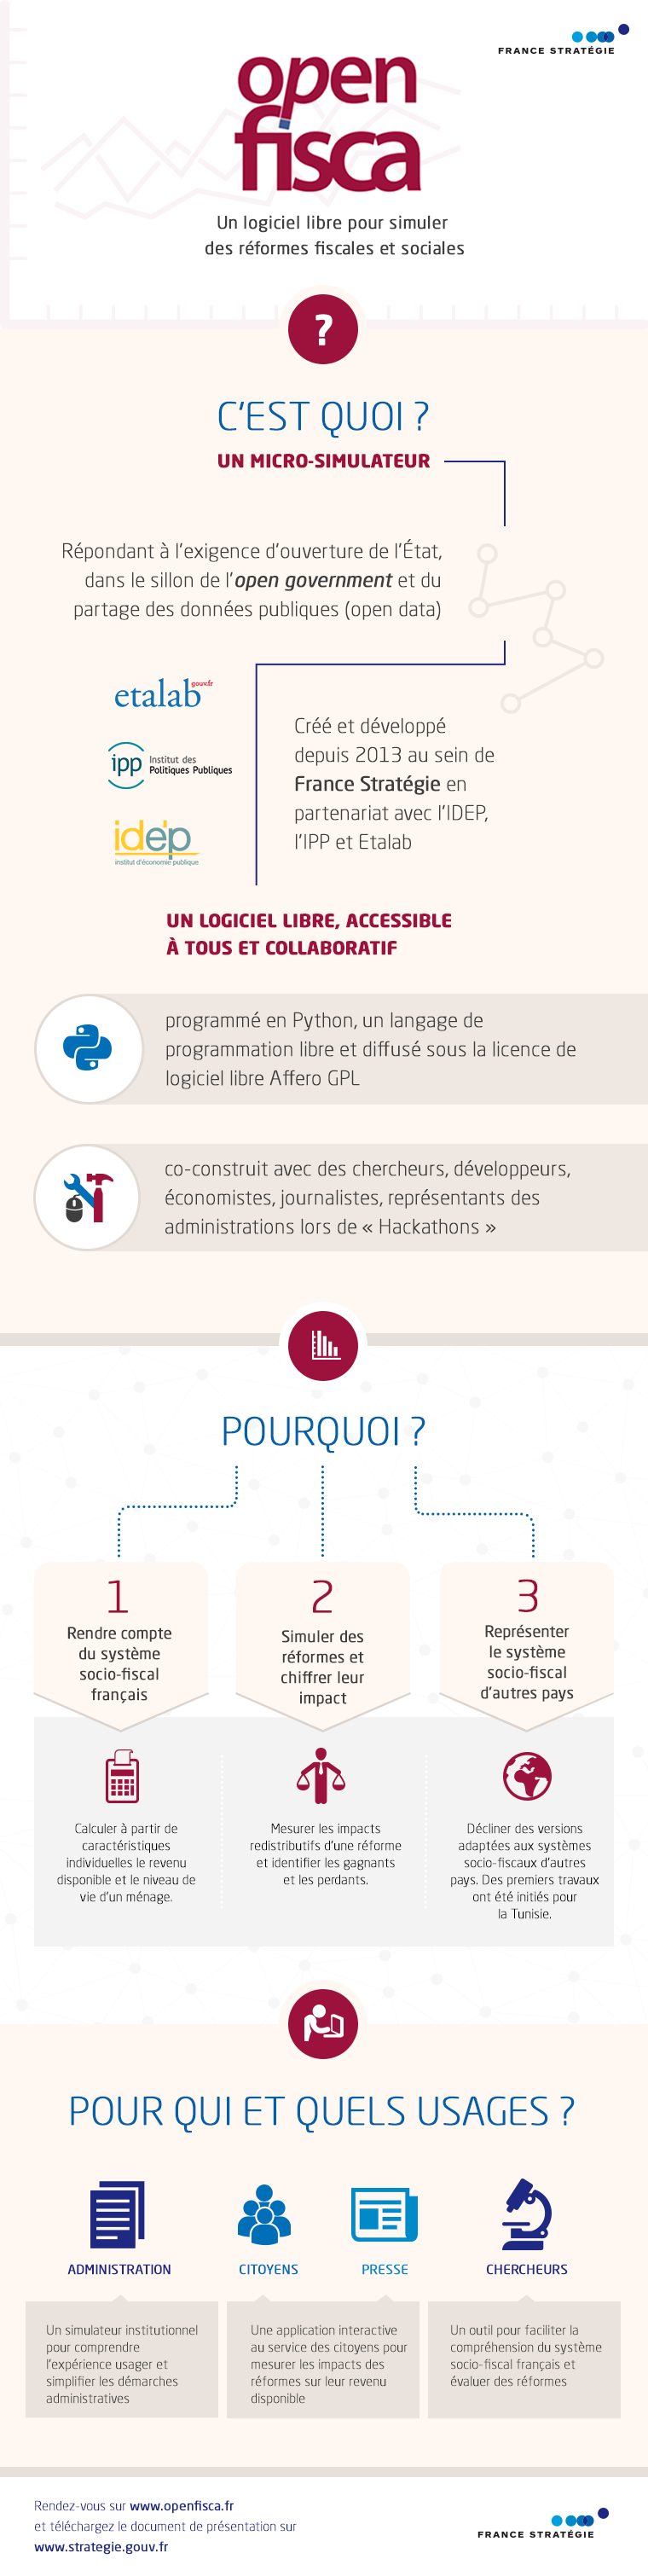 FRANCE STRATÉGIE
open
fisca
Un logiciel libre pour simuler
des réformes fiscales et sociales
?
C'EST QUOI ?
UN MICRO-SIMULATEUR
Répondant à l'exigence d'ouverture de l'État,
dans le sillon de l'open government et du
partage des données publiques (open data)
etalab gouv.fr
ipp Institut des
Politiques Publiques
idep
institut d'économie publique
Créé et développé
depuis 2013 au sein de
France Stratégie en
partenariat avec l'IDEP,
l'IPP et Etalab
UN LOGICIEL LIBRE, ACCESSIBLE
À TOUS ET COLLABORATIF
programmé en Python, un langage de
programmation libre et diffusé sous la licence de
logiciel libre Affero GPL
co-construit avec des chercheurs, développeurs,
économistes, journalistes, représentants des
administrations lors de « Hackathons »
POURQUOI ?
1
Rendre compte
du système
socio-fiscal
français
2
Simuler des
réformes et
chiffrer leur
impact
3
Représenter
le système
socio-fiscal
d'autres pays
Calculer à partir de
caractéristiques
individuelles le revenu
disponible et le niveau de
vie d'un ménage.
Mesurer les impacts
redistributifs d'une réforme
et identifier les gagnants
et les perdants.
Décliner des versions
adaptées aux systèmes
socio-fiscaux d'autres
pays. Des premiers travaux
ont été initiés pour
la Tunisie.
POUR QUI ET QUELS USAGES ?
ADMINISTRATION
CITOYENS
PRESSE
CHERCHEURS
Un simulateur institutionnel
pour comprendre
l'expérience usager et
simplifier les démarches
administratives
Une application interactive
au service des citoyens pour
mesurer les impacts des
réformes sur leur revenu
disponible
Un outil pour faciliter la
compréhension du système
socio-fiscal français et
évaluer des réformes
Rendez-vous sur www.openfisca.fr
et téléchargez le document de présentation sur
www.strategie.gouv.fr
FRANCE STRATÉGIE